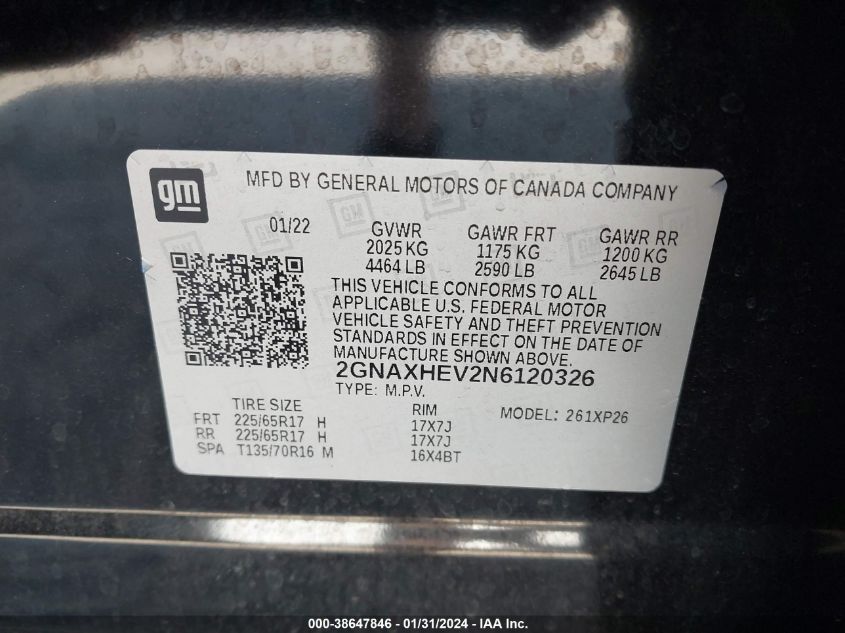 gm
MFD BY GENERAL MOTORS OF CANADA COMPANY
01/22
GVWR GAWR FRT GAWR RR
2025 KG 1175 KG 1200 KG
4464 LB 2590 LB 2645 LB
THIS VEHICLE CONFORMS TO ALL
APPLICABLE U.S. FEDERAL MOTOR
VEHICLE SAFETY AND THEFT PREVENTION
STANDARDS IN EFFECT ON THE DATE OF
MANUFACTURE SHOWN ABOVE.
2GNAXHEV2N6120326
TYPE: M.P.V.
TIRE SIZE RIM MODEL: 261XP26
FRT 225/65R17 H 17X7J
RR 225/65R17 H 17X7J
SPA T135/70R16 M 16X4BT
000-38647846 - 01/31/2024 - IAA Inc.